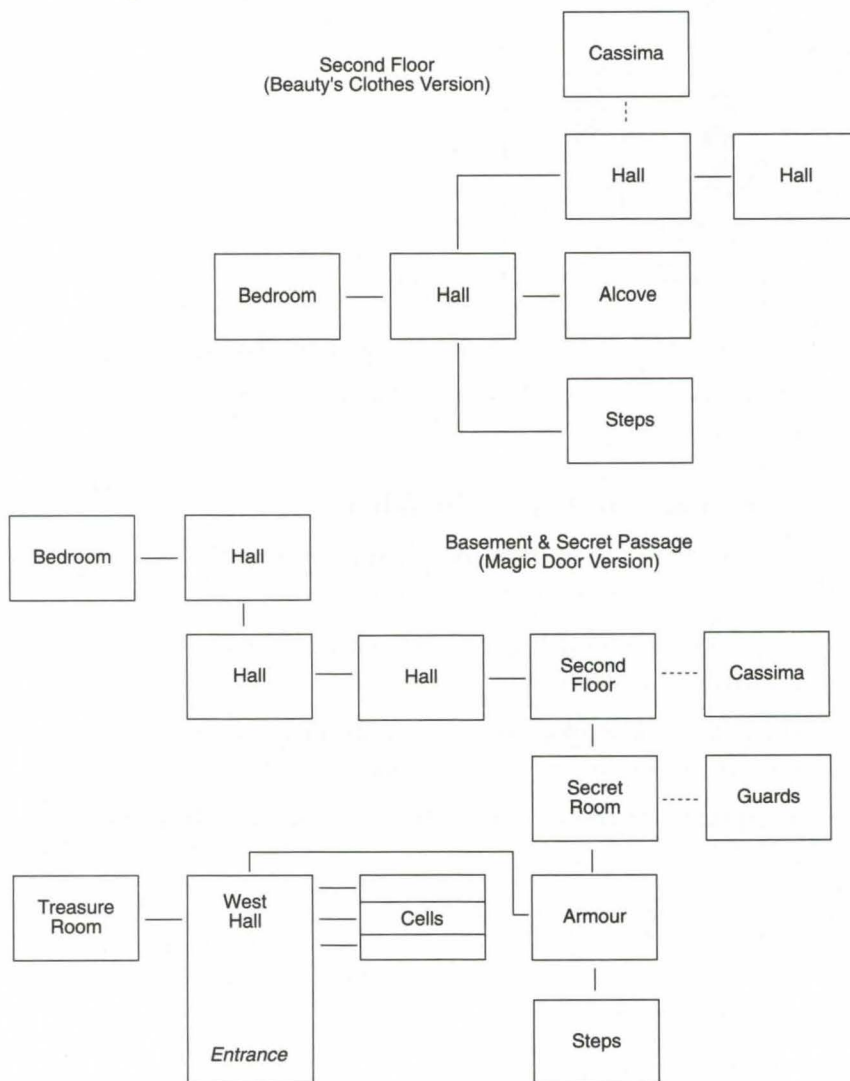 Second Floor
(Beauty's Clothes Version)
Cassima
Hall
Hall
Bedroom
Hall
Alcove
Steps
Basement & Secret Passage
(Magic Door Version)
Bedroom
Hall
Hall
Hall
Second
Floor
Cassima
Secret
Room
Guards
Treasure
Room
West
Hall
Cells
Armour
Entrance
Steps